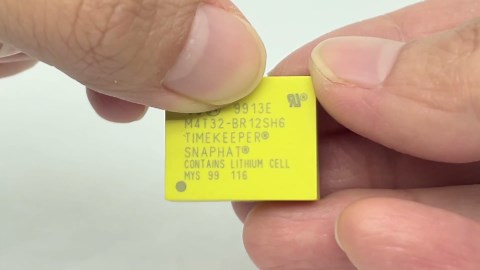 9913E
M4T32-BR12SH6
TIMEKEEPER®
SNAPHAT®
CONTAINS LITHIUM CELL
MYS 99 116